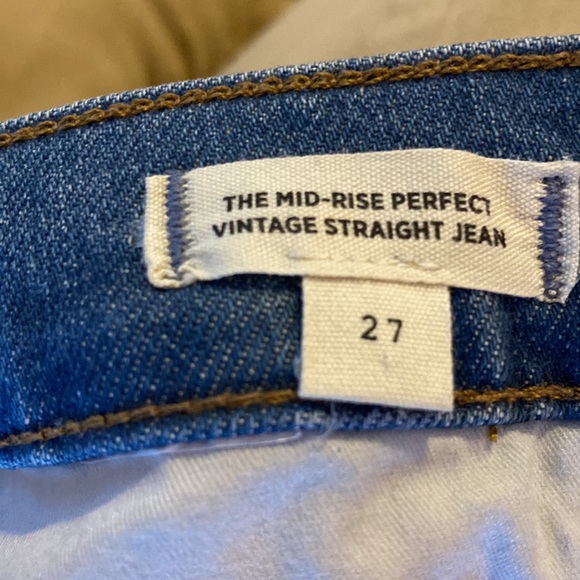 THE MID-RISE PERFECT
VINTAGE STRAIGHT JEAN
27